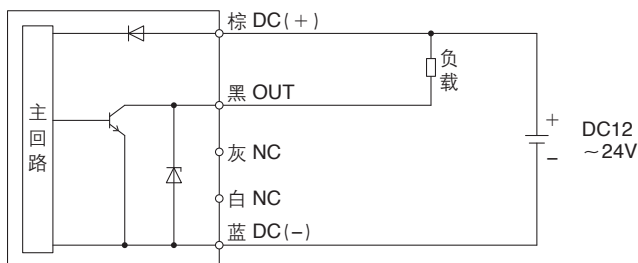 棕 DC(+)
负载
黑 OUT
主回路
灰 NC
+
DC12
~24V
−
白 NC
蓝 DC(−)